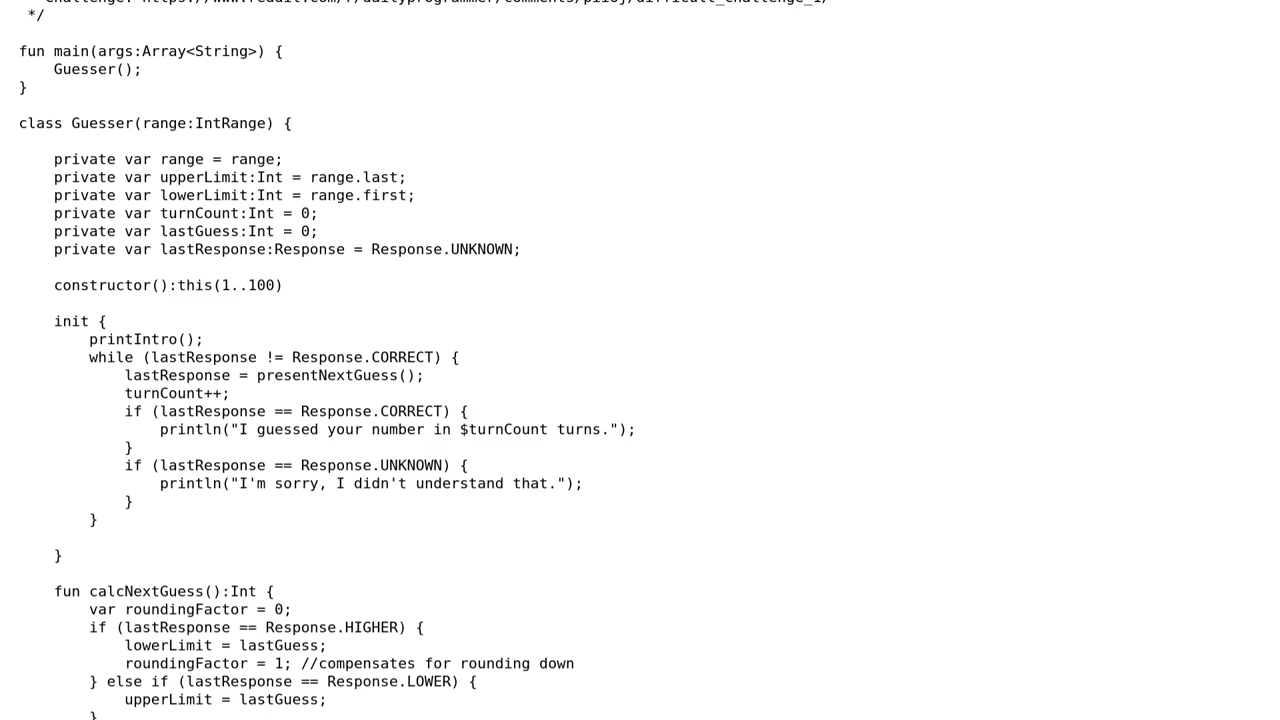 */

fun main(args:Array<String>) {
    Guesser();
}

class Guesser(range:IntRange) {

    private var range = range;
    private var upperLimit:Int = range.last;
    private var lowerLimit:Int = range.first;
    private var turnCount:Int = 0;
    private var lastGuess:Int = 0;
    private var lastResponse:Response = Response.UNKNOWN;

    constructor():this(1..100)

    init {
        printIntro();
        while (lastResponse != Response.CORRECT) {
            lastResponse = presentNextGuess();
            turnCount++;
            if (lastResponse == Response.CORRECT) {
                println("I guessed your number in $turnCount turns.");
            }
            if (lastResponse == Response.UNKNOWN) {
                println("I'm sorry, I didn't understand that.");
            }
        }

    }

    fun calcNextGuess():Int {
        var roundingFactor = 0;
        if (lastResponse == Response.HIGHER) {
            lowerLimit = lastGuess;
            roundingFactor = 1; //compensates for rounding down
        } else if (lastResponse == Response.LOWER) {
            upperLimit = lastGuess;
        }